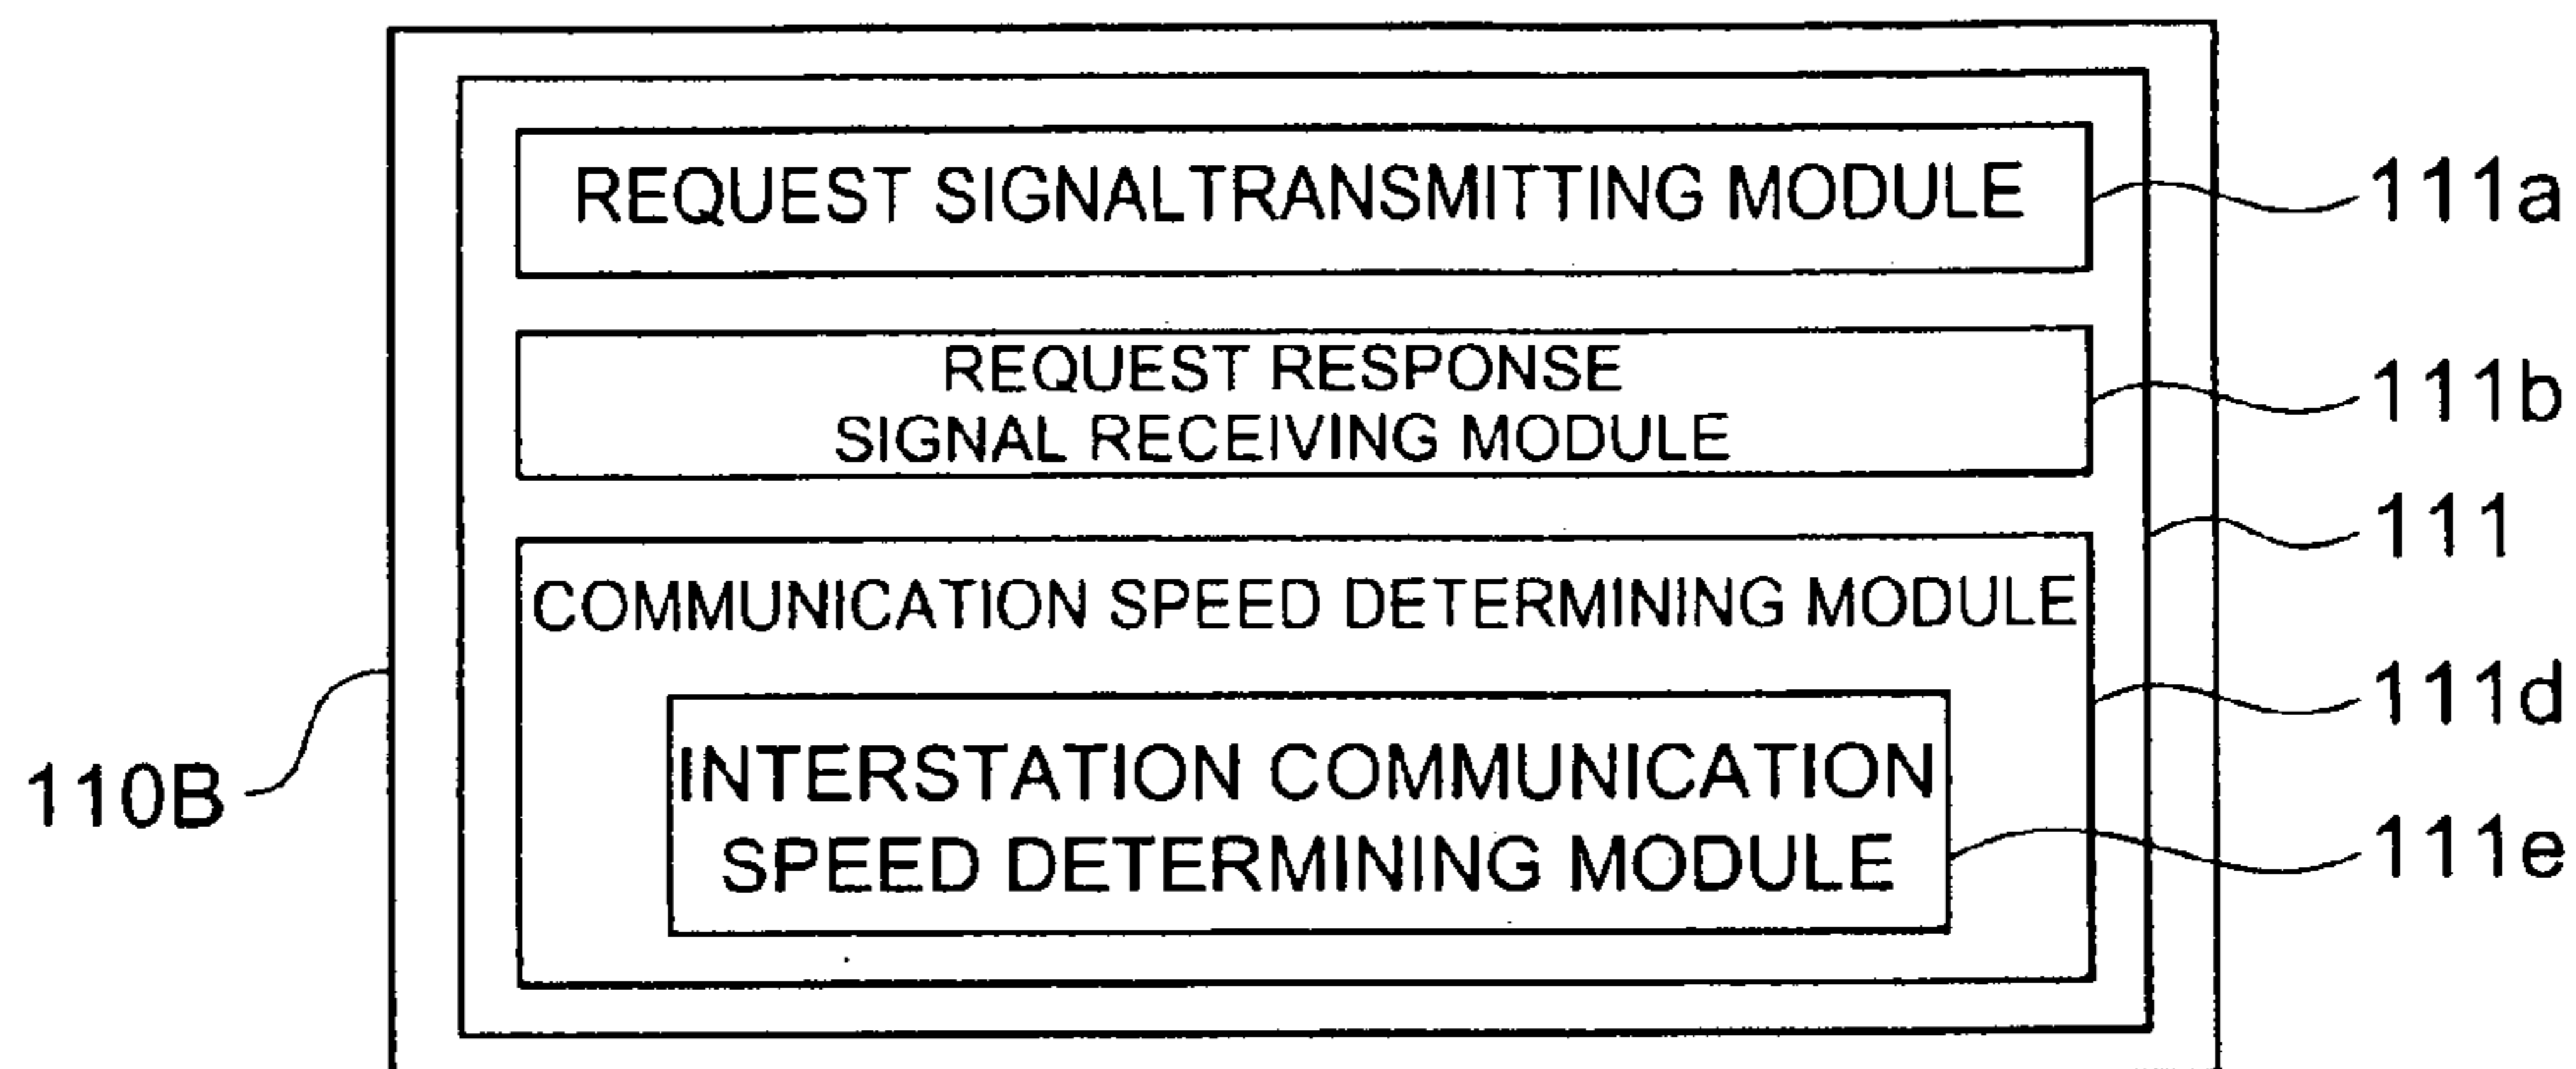 REQUEST SIGNALTRANSMITTING MODULE
111a
REQUEST RESPONSE
SIGNAL RECEIVING MODULE
111b
111
COMMUNICATION SPEED DETERMINING MODULE
111d
110B
INTERSTATION COMMUNICATION
SPEED DETERMINING MODULE
111e